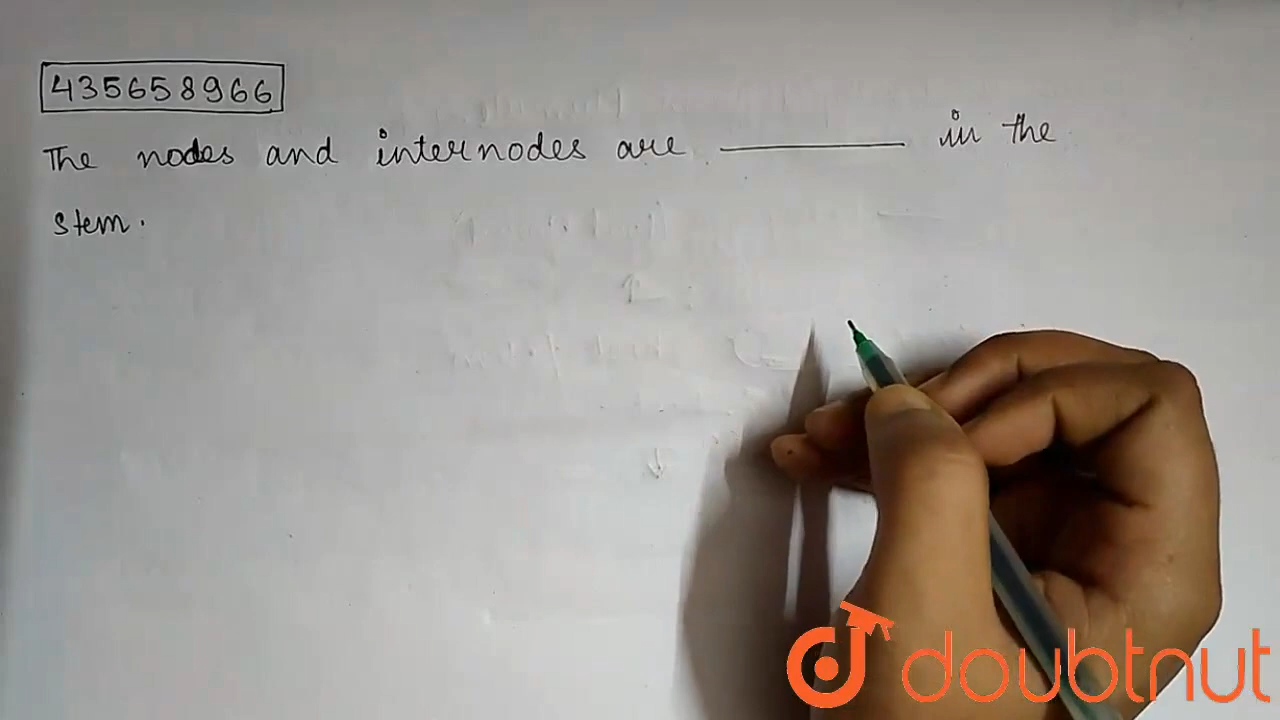 435658966
The nodes and internodes are ________ in the
stem.
doubtnut